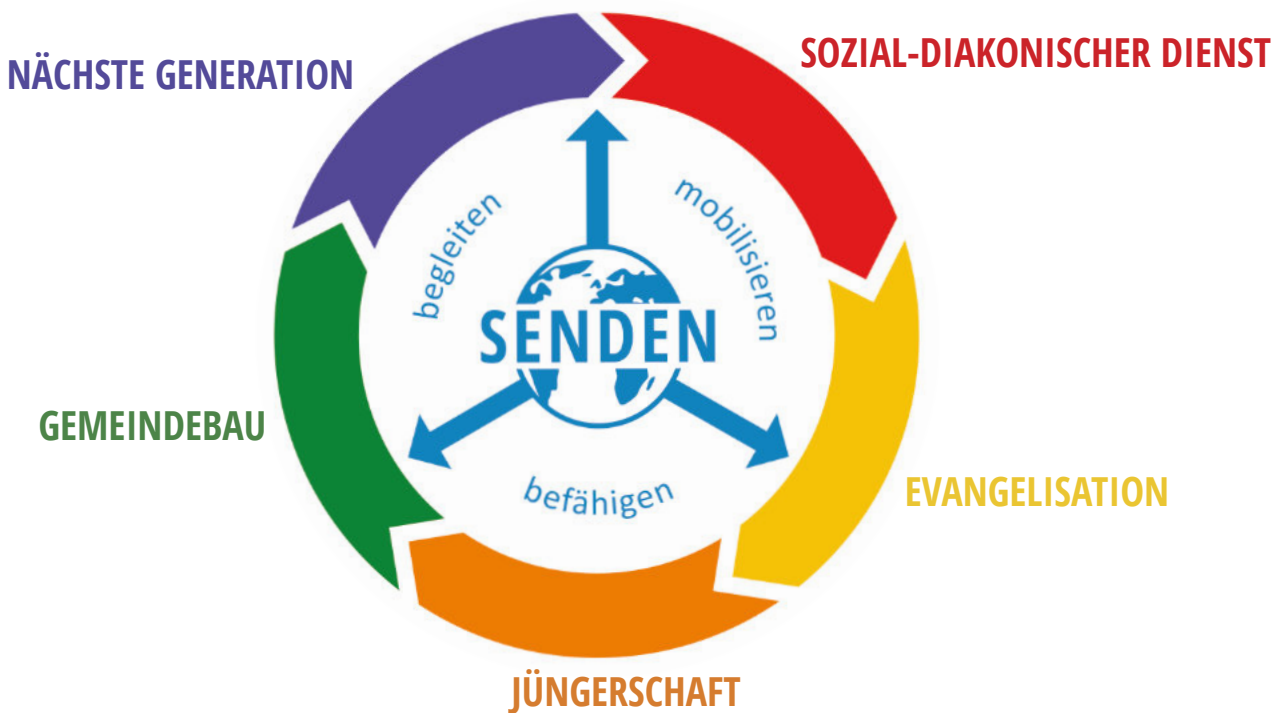 NÄCHSTE GENERATION
SOZIAL-DIAKONISCHER DIENST
begleiten
mobilisieren
SENDEN
GEMEINDEBAU
befähigen
EVANGELISATION
JÜNGERSCHAFT